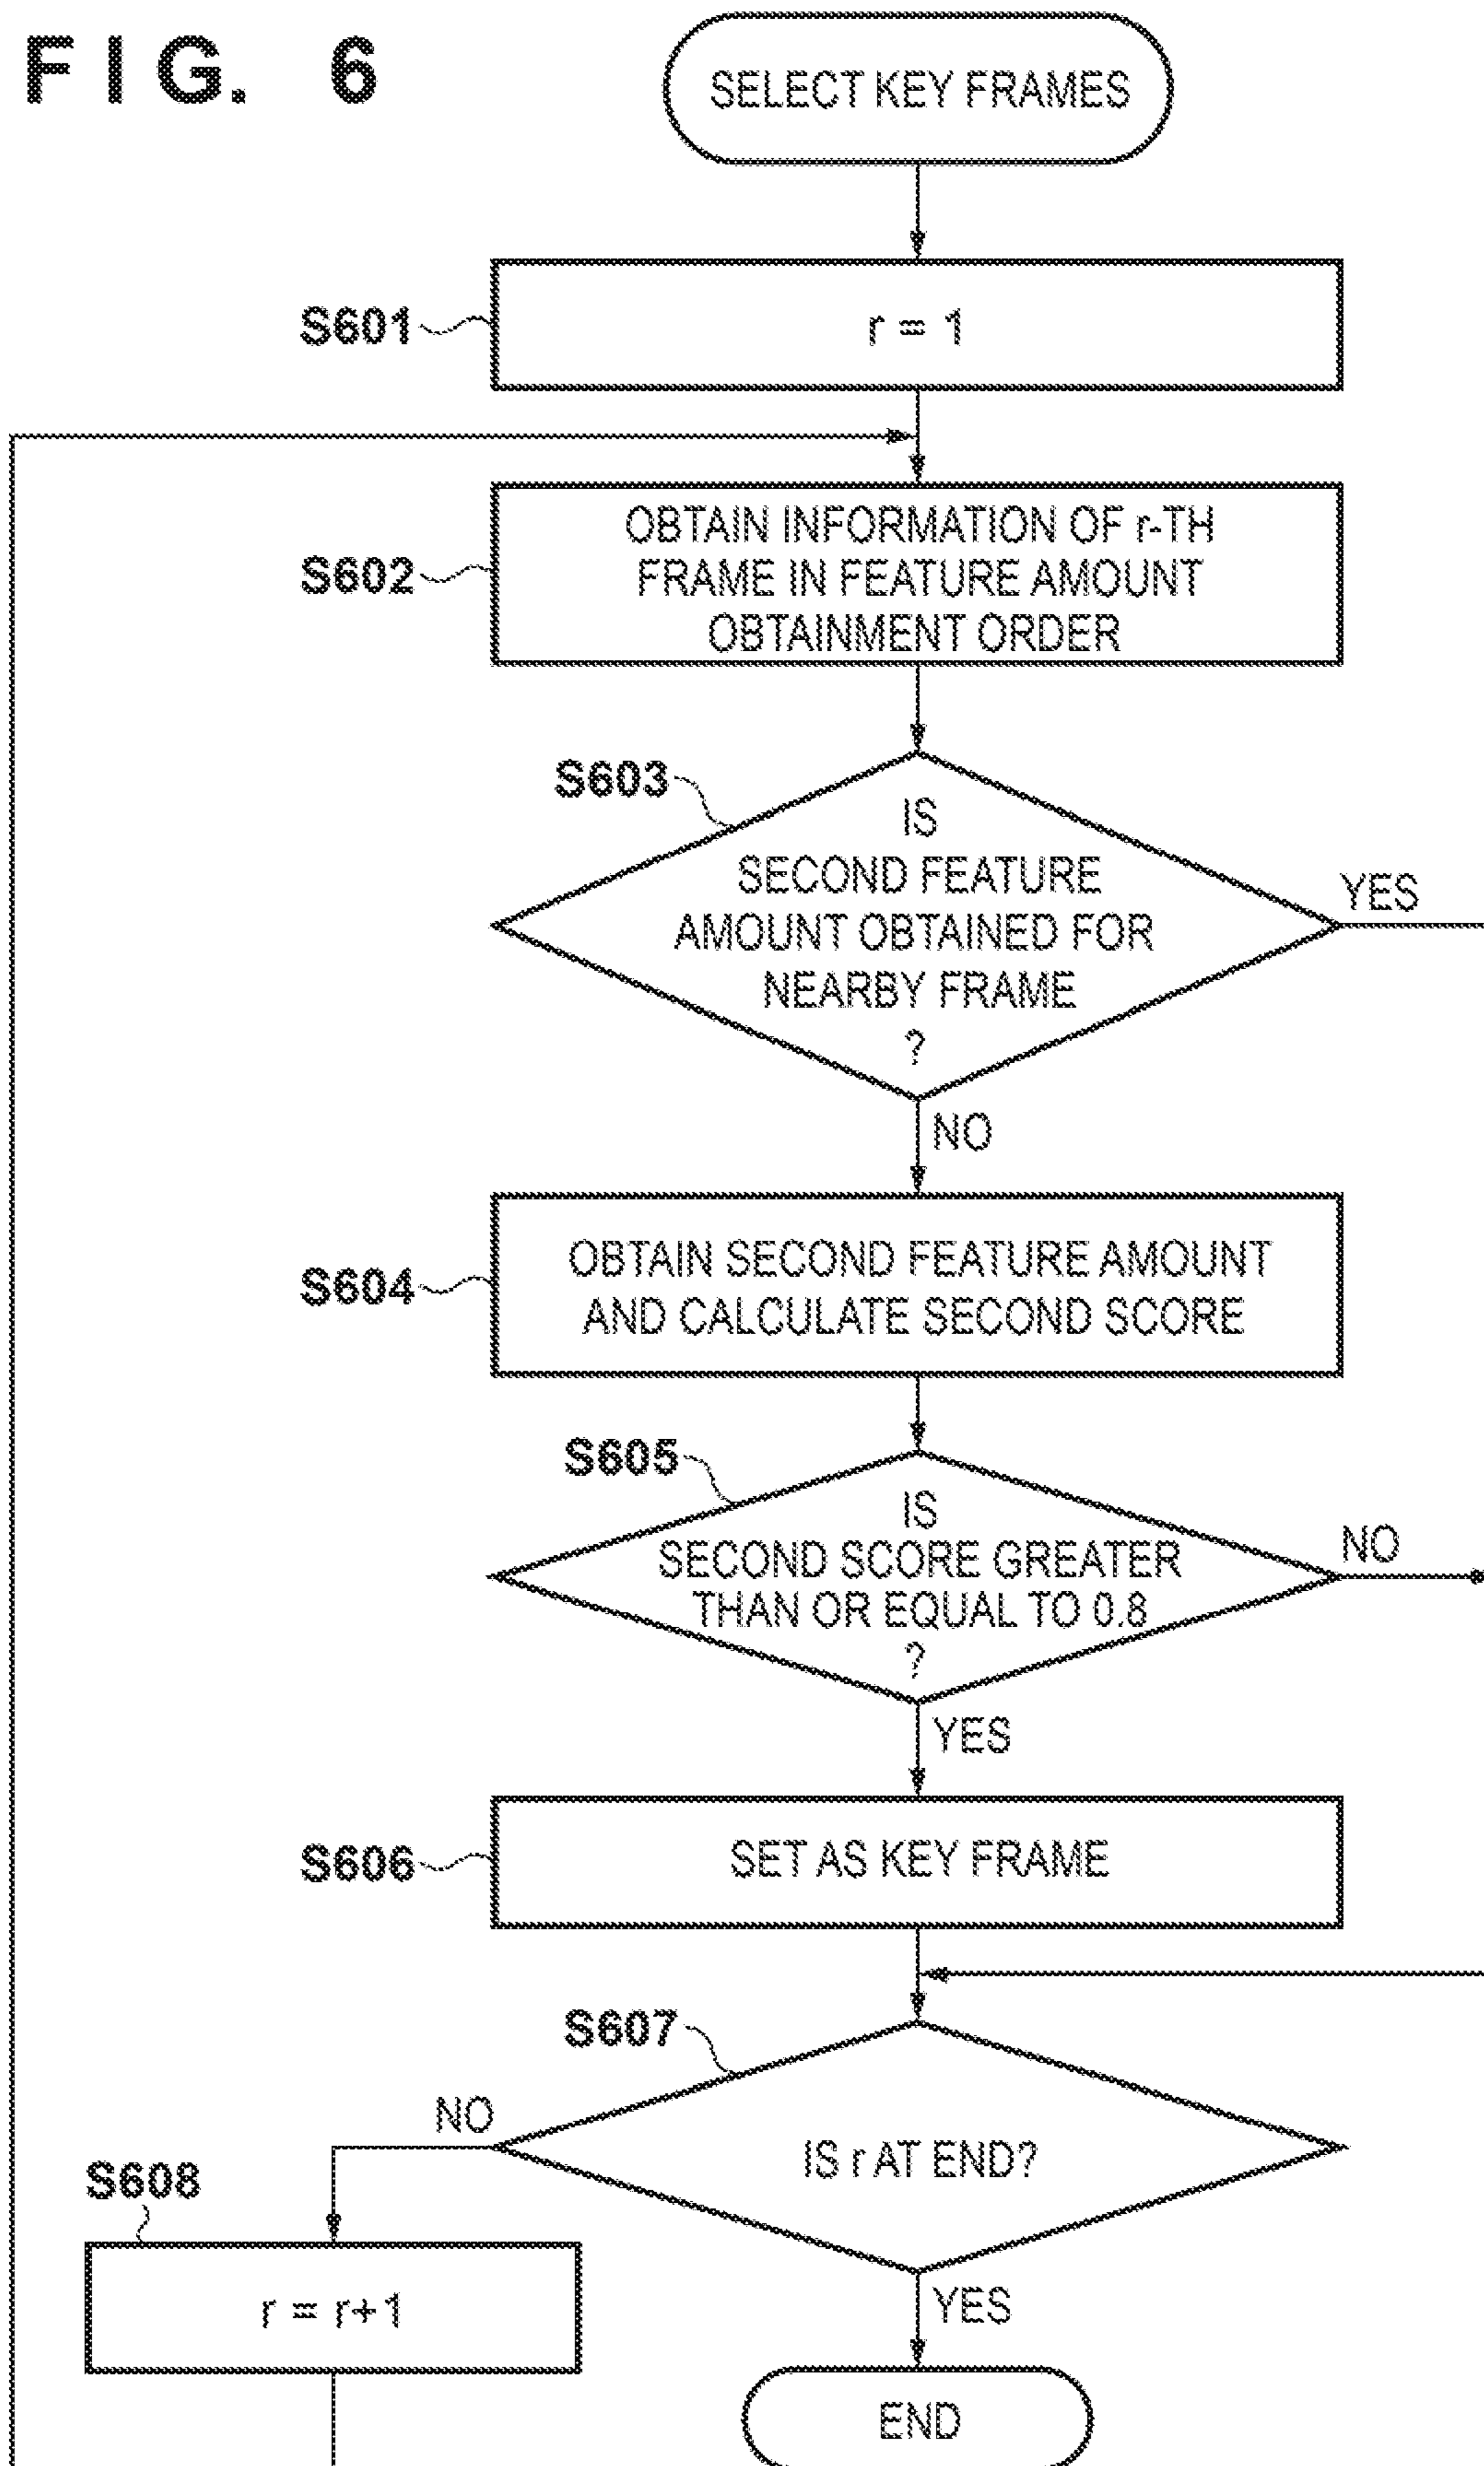 FIG. 6
SELECT KEY FRAMES
S601
r = 1
S602
OBTAIN INFORMATION OF r-TH
FRAME IN FEATURE AMOUNT
OBTAINMENT ORDER
S603
IS
SECOND FEATURE
AMOUNT OBTAINED FOR
NEARBY FRAME
?
YES
NO
S604
OBTAIN SECOND FEATURE AMOUNT
AND CALCULATE SECOND SCORE
S605
IS
SECOND SCORE GREATER
THAN OR EQUAL TO 0.8
?
NO
YES
S606
SET AS KEY FRAME
S607
NO
IS r AT END?
S608
r = r+1
YES
END